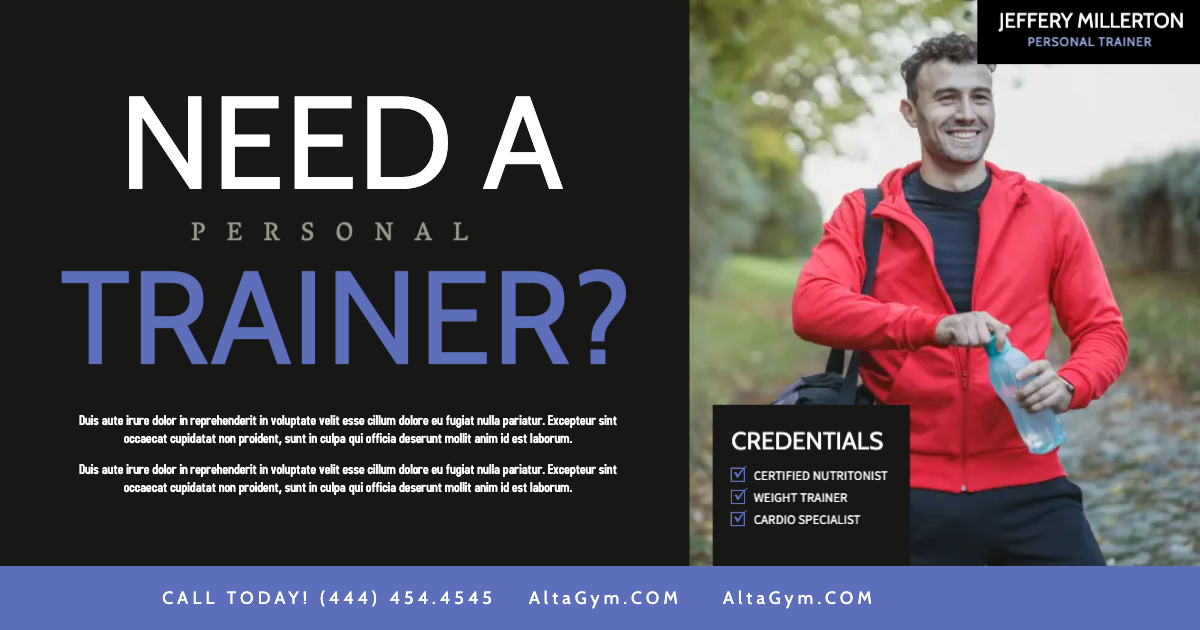 NEED A
PERSONAL
TRAINER?
Duis aute irure dolor in reprehenderit in voluptate velit esse cillum dolore eu fugiat nulla pariatur. Excepteur sint
occaecat cupidatat non proident, sunt in culpa qui officia deserunt mollit anim id est laborum.
Duis aute irure dolor in reprehenderit in voluptate velit esse cillum dolore eu fugiat nulla pariatur. Excepteur sint
occaecat cupidatat non proident, sunt in culpa qui officia deserunt mollit anim id est laborum.
JEFFERY MILLERTON
PERSONAL TRAINER
CREDENTIALS
CERTIFIED NUTRITONIST
WEIGHT TRAINER
CARDIO SPECIALIST
CALL TODAY! (444) 454.4545 AltaGym.COM AltaGym.COM